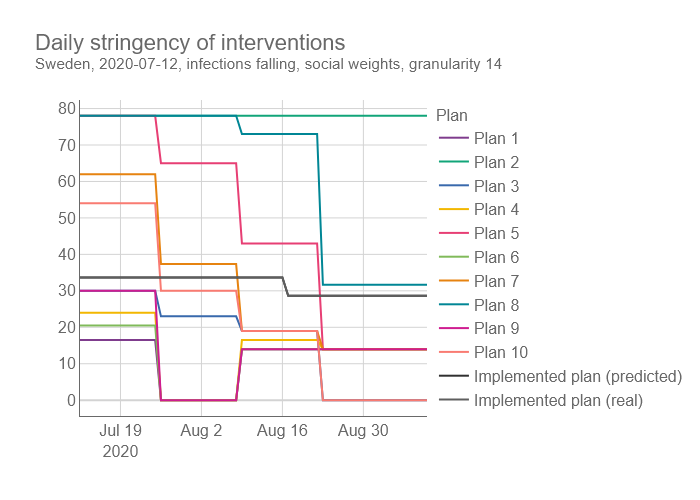 Daily stringency of interventions
Sweden, 2020-07-12, infections falling, social weights, granularity 14
80
70
60
50
40
30
20
10
0
Jul 19
2020
Aug 2
Aug 16
Aug 30
Plan
Plan 1
Plan 2
Plan 3
Plan 4
Plan 5
Plan 6
Plan 7
Plan 8
Plan 9
Plan 10
Implemented plan (predicted)
Implemented plan (real)